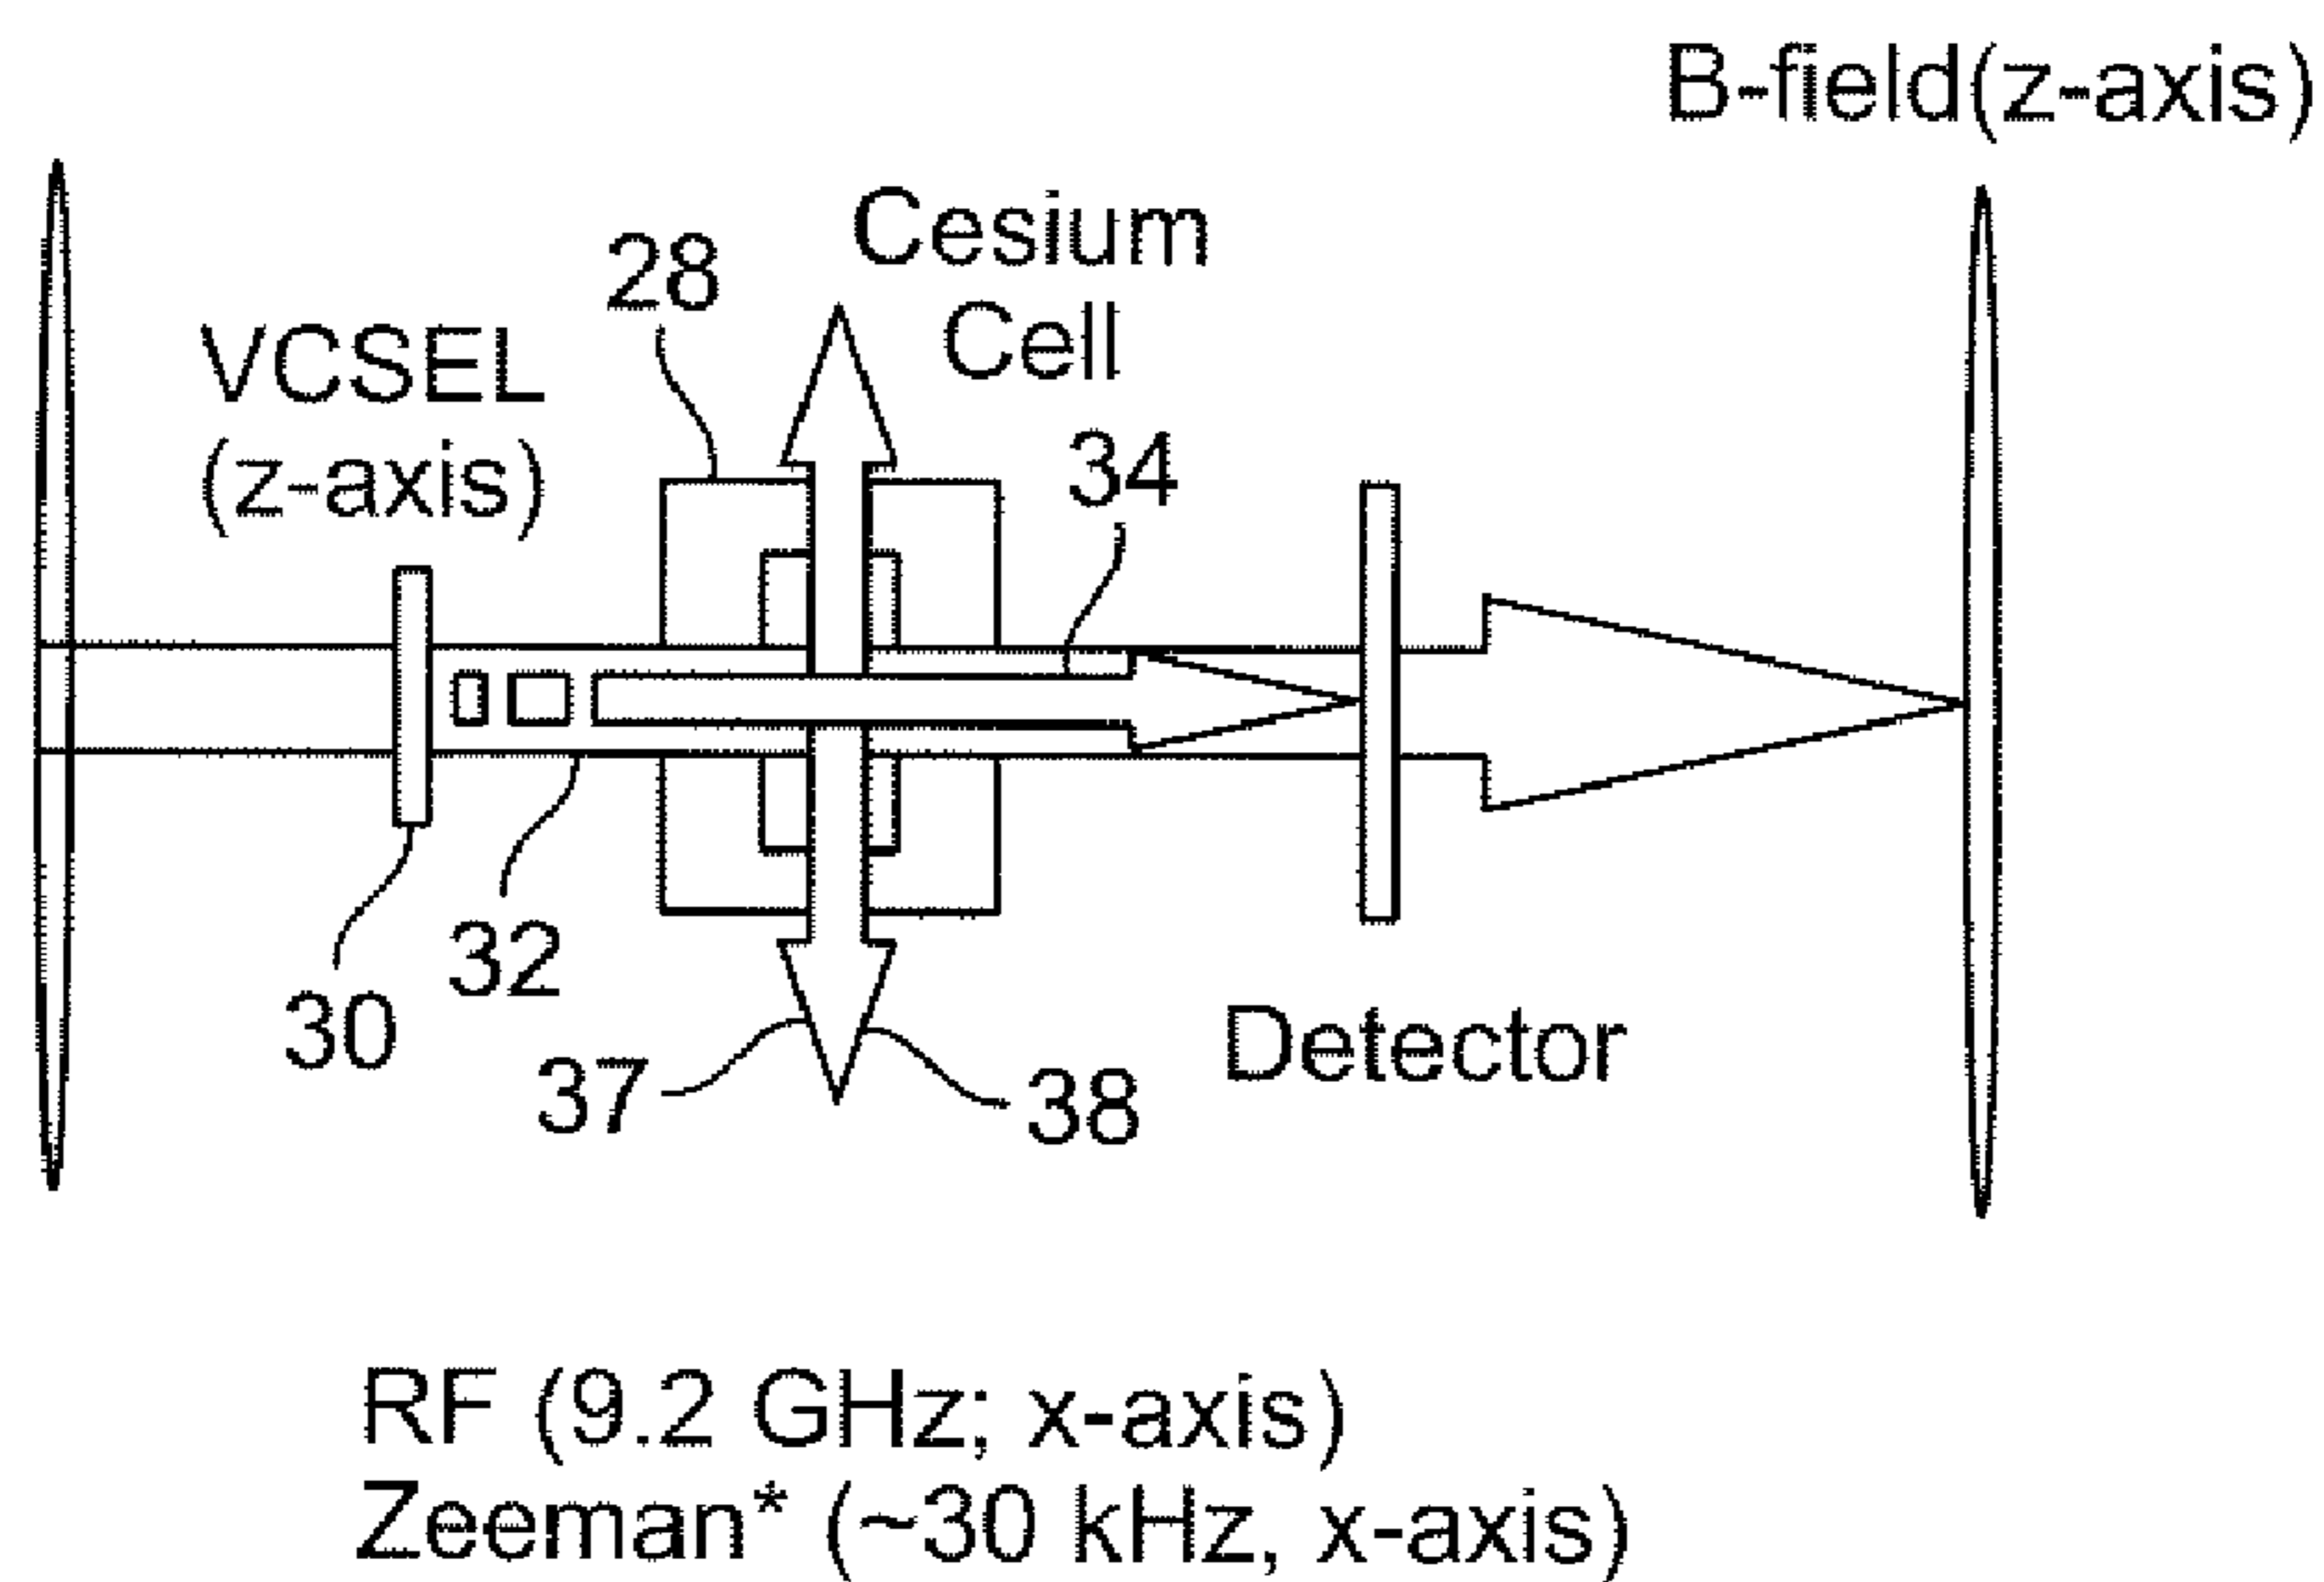 B-field(z-axis)
Cesium
Cell
28
VCSEL
(z-axis)
34
32
30
37
38
Detector
RF (9.2 GHz; x-axis)
Zeeman* (~30 kHz, x-axis)